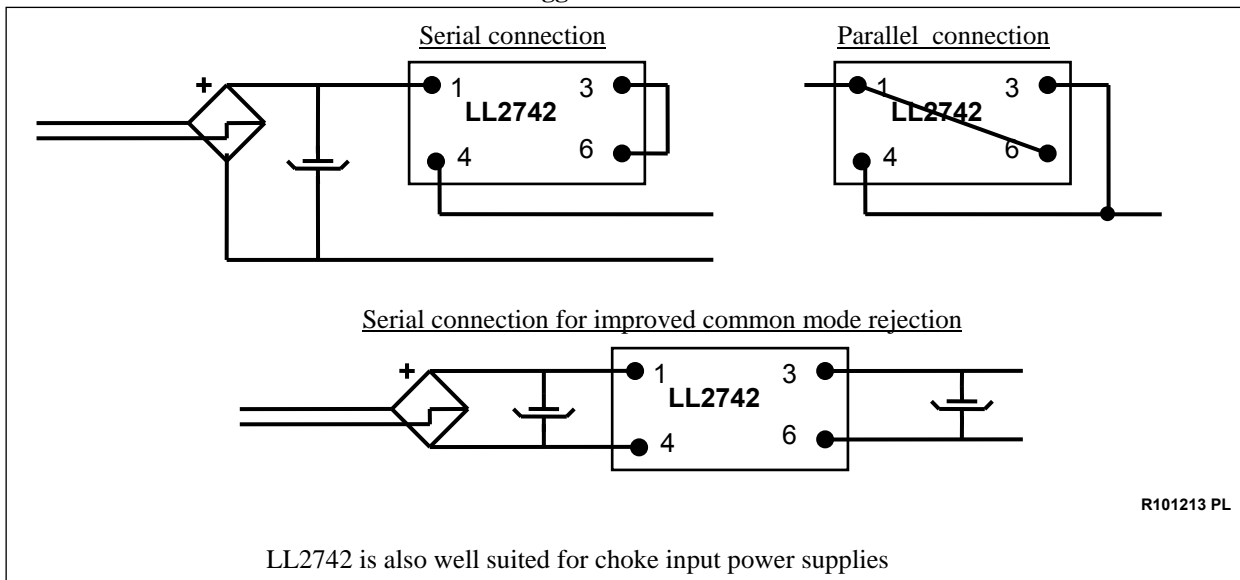 Serial connection
Parallel  connection
+
1
3
LL2742
4
6
1
3
LL2742
4
6
Serial connection for improved common mode rejection
+
1
3
LL2742
4
6
R101213 PL
LL2742 is also well suited for choke input power supplies